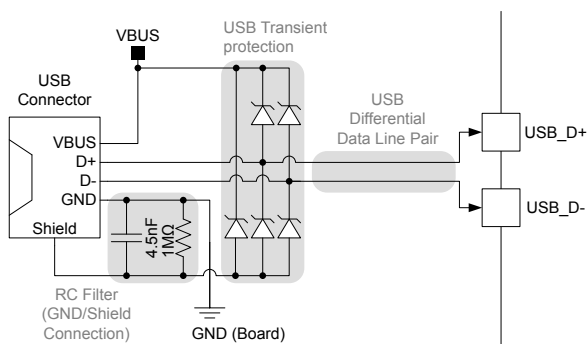 VBUS
USB Transient
protection
USB
Connector
USB
Differential
Data Line Pair
VBUS
D+
D-
GND
Shield
USB_D+
USB_D-
4.5nF
1MΩ
RC Filter
(GND/Shield
Connection)
GND (Board)